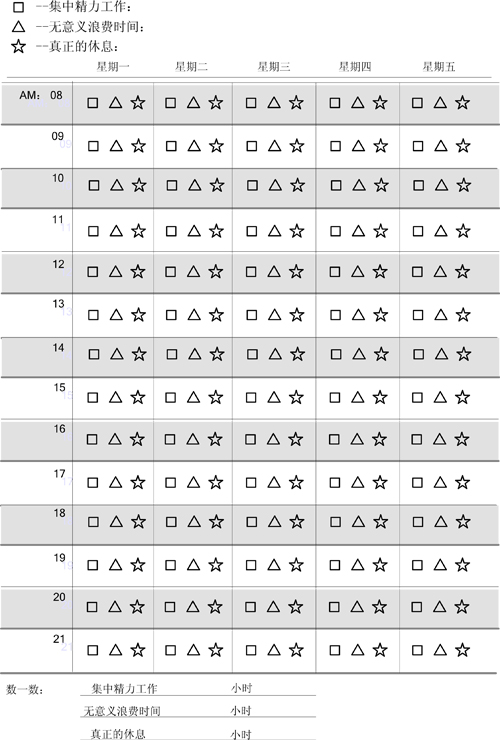 □ --集中精力工作:
△ --无意义浪费时间:
☆ --真正的休息:
星期一 星期二 星期三 星期四 星期五
AM: 08 □ △ ☆ □ △ ☆ □ △ ☆ □ △ ☆ □ △ ☆
09 □ △ ☆ □ △ ☆ □ △ ☆ □ △ ☆ □ △ ☆
10 □ △ ☆ □ △ ☆ □ △ ☆ □ △ ☆ □ △ ☆
11 □ △ ☆ □ △ ☆ □ △ ☆ □ △ ☆ □ △ ☆
12 □ △ ☆ □ △ ☆ □ △ ☆ □ △ ☆ □ △ ☆
13 □ △ ☆ □ △ ☆ □ △ ☆ □ △ ☆ □ △ ☆
14 □ △ ☆ □ △ ☆ □ △ ☆ □ △ ☆ □ △ ☆
15 □ △ ☆ □ △ ☆ □ △ ☆ □ △ ☆ □ △ ☆
16 □ △ ☆ □ △ ☆ □ △ ☆ □ △ ☆ □ △ ☆
17 □ △ ☆ □ △ ☆ □ △ ☆ □ △ ☆ □ △ ☆
18 □ △ ☆ □ △ ☆ □ △ ☆ □ △ ☆ □ △ ☆
19 □ △ ☆ □ △ ☆ □ △ ☆ □ △ ☆ □ △ ☆
20 □ △ ☆ □ △ ☆ □ △ ☆ □ △ ☆ □ △ ☆
21 □ △ ☆ □ △ ☆ □ △ ☆ □ △ ☆ □ △ ☆
数一数: 集中精力工作 小时
无意义浪费时间 小时
真正的休息 小时